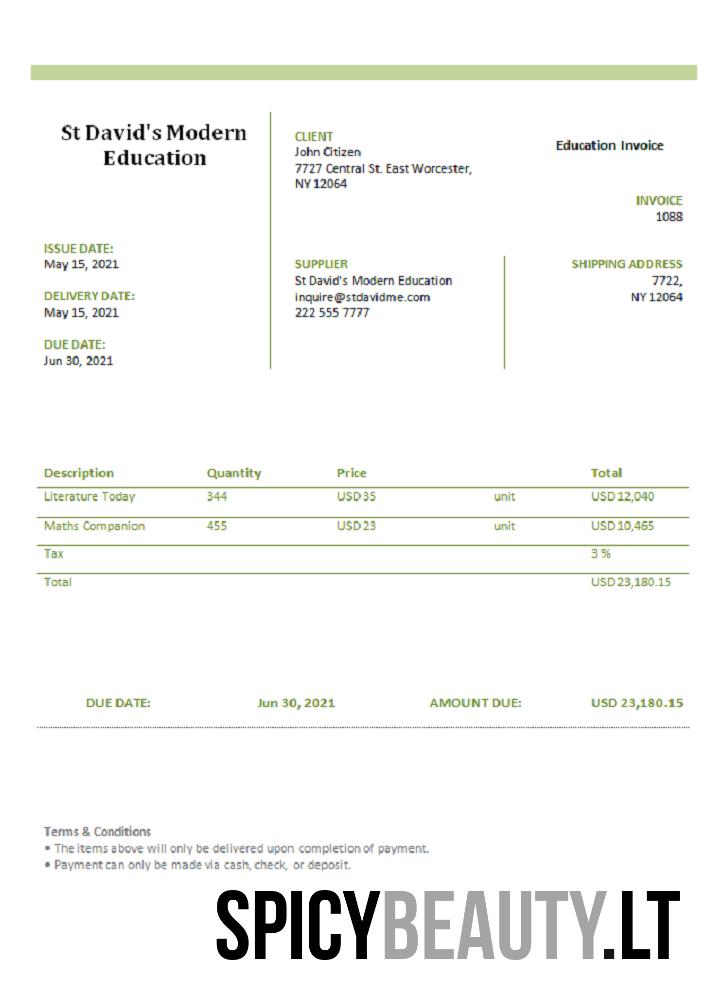 St David's Modern
Education
CLIENT
John Citizen
7727 Central St. East Worcester,
NY 12064
Education Invoice
INVOICE
1088
ISSUE DATE:
May 15, 2021
DELIVERY DATE:
May 15, 2021
DUE DATE:
Jun 30, 2021
SUPPLIER
St David's Modern Education
inquire@stdavidme.com
222 555 7777
SHIPPING ADDRESS
7722,
NY 12064
Description Quantity Price Total
Literature Today 344 USD 35 unit USD 12,040
Maths Companion 455 USD 23 unit USD 10,465
Tax 3 %
Total USD 23,180.15
DUE DATE: Jun 30, 2021 AMOUNT DUE: USD 23,180.15
Terms & Conditions
• The items above will only be delivered upon completion of payment.
• Payment can only be made via cash, check, or deposit.
SPICYBEAUTY.LT